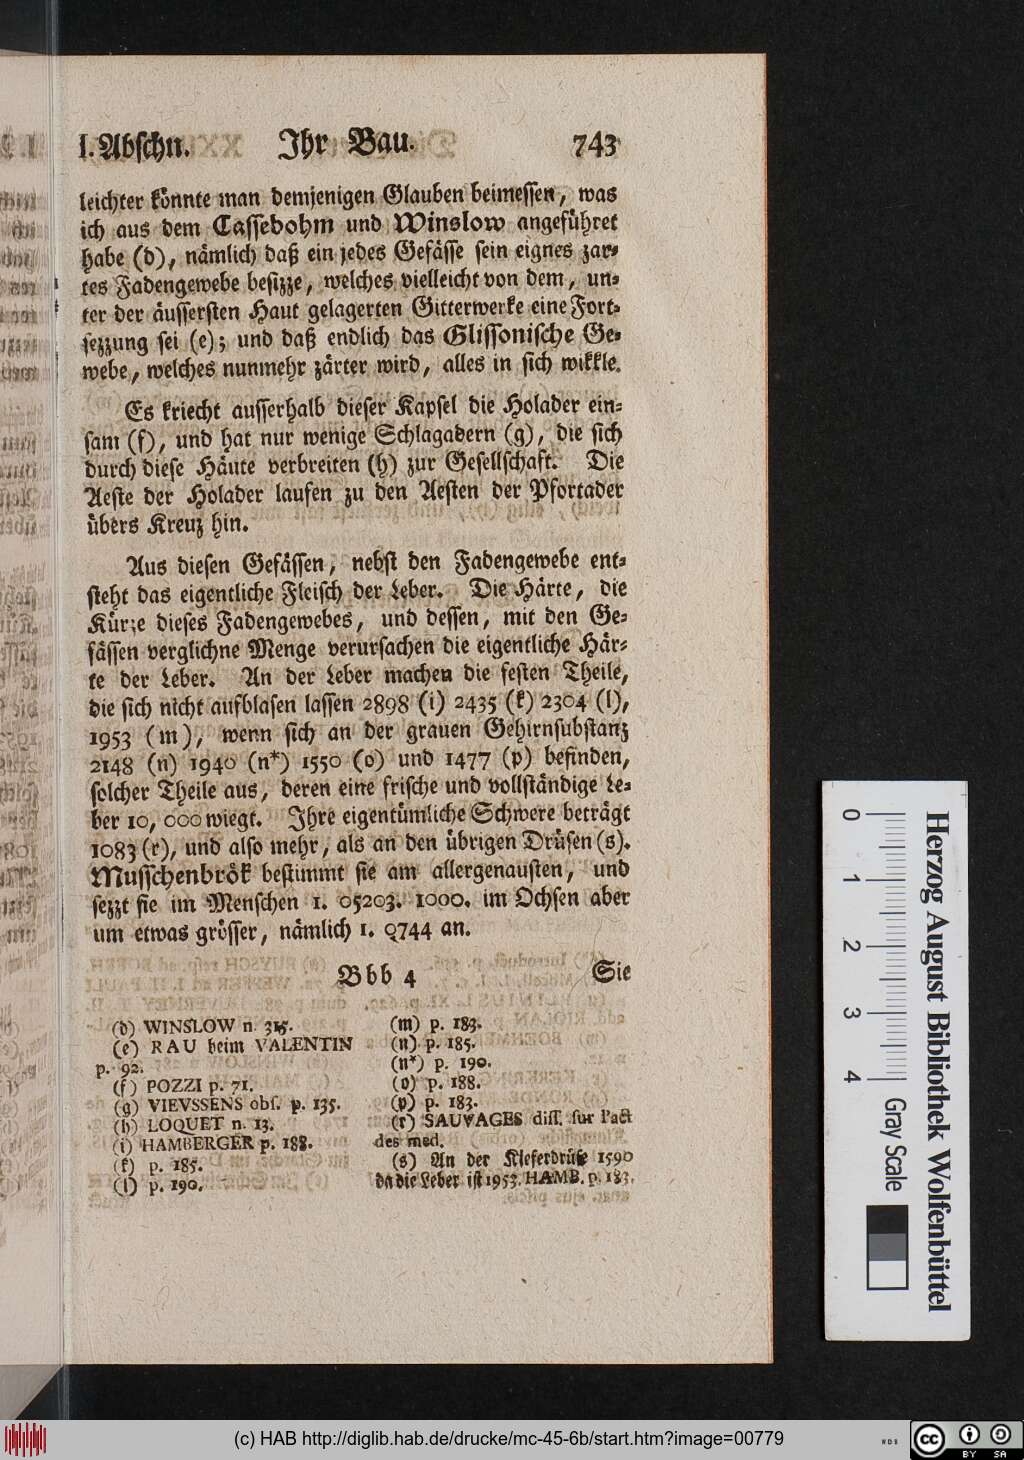 I. Abschn. Ihr Bau. 743
leichter könnte man demjenigen Glauben beimessen, was
ich aus dem Cassebohm und Winslow angeführet
habe (d), nämlich daß ein jedes Gefässe sein eignes zar-
tes Fadengewebe besizze, welches vielleicht von dem, un-
ter der äussersten Haut gelagerten Gitterwerke eine Fort-
sezzung sei (e); und daß endlich das Glissonische Ge-
webe, welches nunmehr zärter wird, alles in sich wikkle.
Es kriecht ausserhalb dieser Kapsel die Holader ein-
sam (f), und hat nur wenige Schlagadern (g), die sich
durch diese Häute verbreiten (h) zur Gesellschaft. Die
Aeste der Holader laufen zu den Aesten der Pfortader
übers Kreuz hin.
Aus diesen Gefässen, nebst den Fadengewebe ent-
steht das eigentliche Fleisch der Leber. Die Härte, die
Kürze dieses Fadengewebes, und dessen, mit den Ge-
fässen verglichne Menge verursachen die eigentliche Här-
te der Leber. An der Leber machen die festen Theile,
die sich nicht aufblasen lassen 2898 (i) 2435 (k) 2304 (l),
1953 (m), wenn sich an der grauen Gehirnsubstanz
2148 (n) 1940 (n*) 1550 (o) und 1477 (p) befinden,
solcher Theile aus, deren eine frische und vollständige Le-
ber 10, 000 wiegt. Ihre eigentümliche Schwere beträgt
1083 (r), und also mehr, als an den übrigen Drüsen (s).
Musschenbrök bestimmt sie am allergenausten, und
sezzt sie im Menschen 1. 05203. 1000. im Ochsen aber
um etwas grösser, nämlich 1. 0744 an.
Bbb 4 Sie
(d) WINSLOW n. 315.
(e) RAU beim VALENTIN
p. 92.
(f) POZZI p. 71.
(g) VIEVSSENS obs. p. 135.
(h) LOQUET n. 13.
(i) HAMBERGER p. 188.
(k) p. 185.
(l) p. 190.
(m) p. 183.
(n) p. 185.
(n*) p. 190.
(o) p. 188.
(p) p. 183.
(r) SAUVAGES diss. sur l'act
des med.
(s) An der Kieferdrüse 1590
da die Leber ist 1953. HAMB. p. 183.
Herzog August Bibliothek Wolfenbüttel
0 1 2 3 4 Gray Scale
(c) HAB http://diglib.hab.de/drucke/mc-45-6b/start.htm?image=00779
WDB
cc BY SA